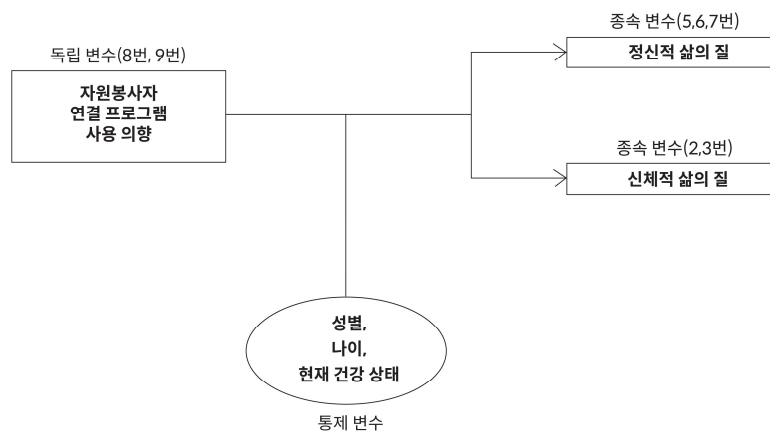 독립 변수(8번, 9번)
자원봉사자
연결 프로그램
사용 의향
종속 변수(5,6,7번)
정신적 삶의 질
종속 변수(2,3번)
신체적 삶의 질
성별,
나이,
현재 건강 상태
통제 변수